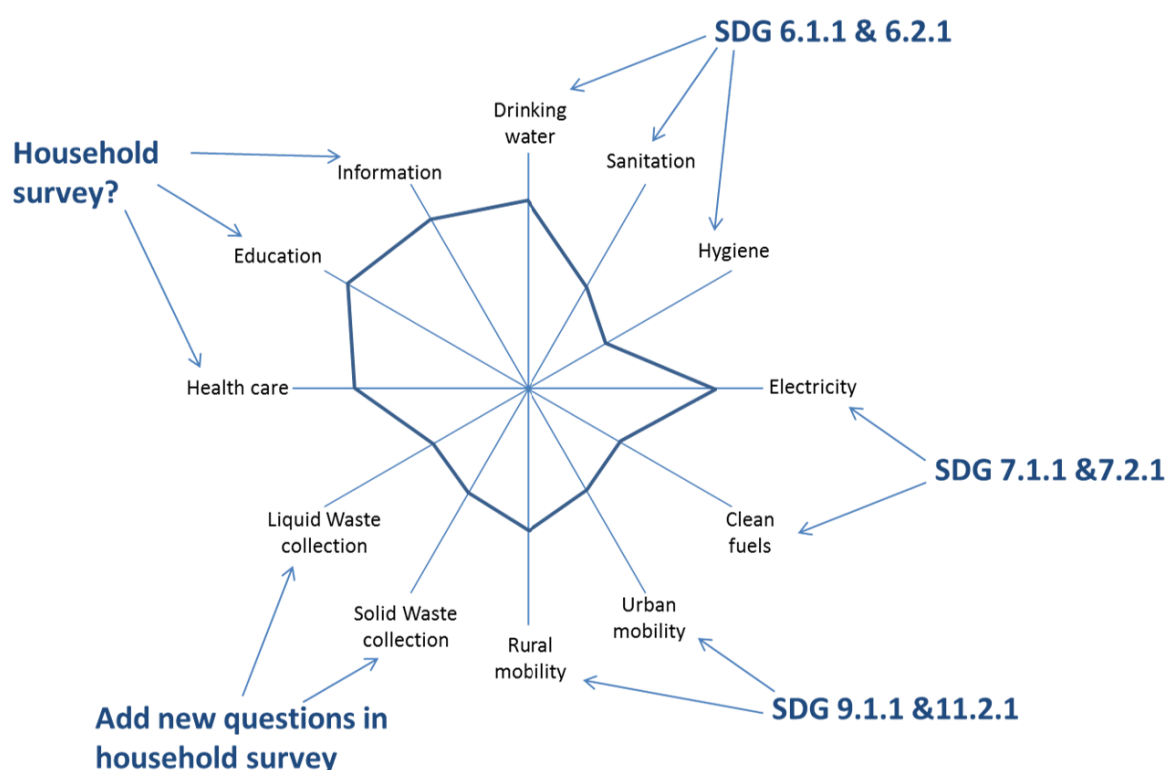 SDG 6.1.1 & 6.2.1
Drinking
water
Sanitation
Household
survey?
Information
Hygiene
Education
Health care
Electricity
SDG 7.1.1 &7.2.1
Clean
fuels
Liquid Waste
collection
Urban
mobility
Solid Waste
collection
Rural
mobility
SDG 9.1.1 &11.2.1
Add new questions in
household survey